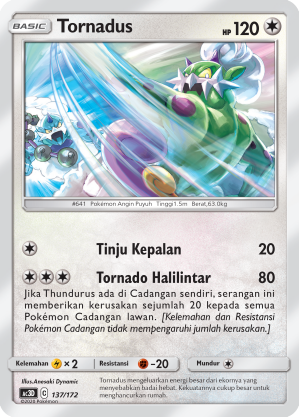 BASIC Tornadus HP 120
#641 Pokémon Angin Puyuh Tinggi1.5m Berat,63.0kg
Tinju Kepalan 20
Tornado Halilintar 80
Jika Thundurus ada di Cadangan sendiri, serangan ini
memberikan kerusakan sejumlah 20 kepada semua
Pokémon Cadangan lawan. [Kelemahan dan Resistansi
Pokémon Cadangan tidak mempengaruhi jumlah kerusakan.]
Kelemahan ×2 Resistansi -20 Mundur
Illus.Anesaki Dynamic
C 137/172
Tornadus mengeluarkan energi besar dari ekornya yang
menyebabkan badai hebat. Kekuatannya cukup besar
untuk menghancurkan rumah.